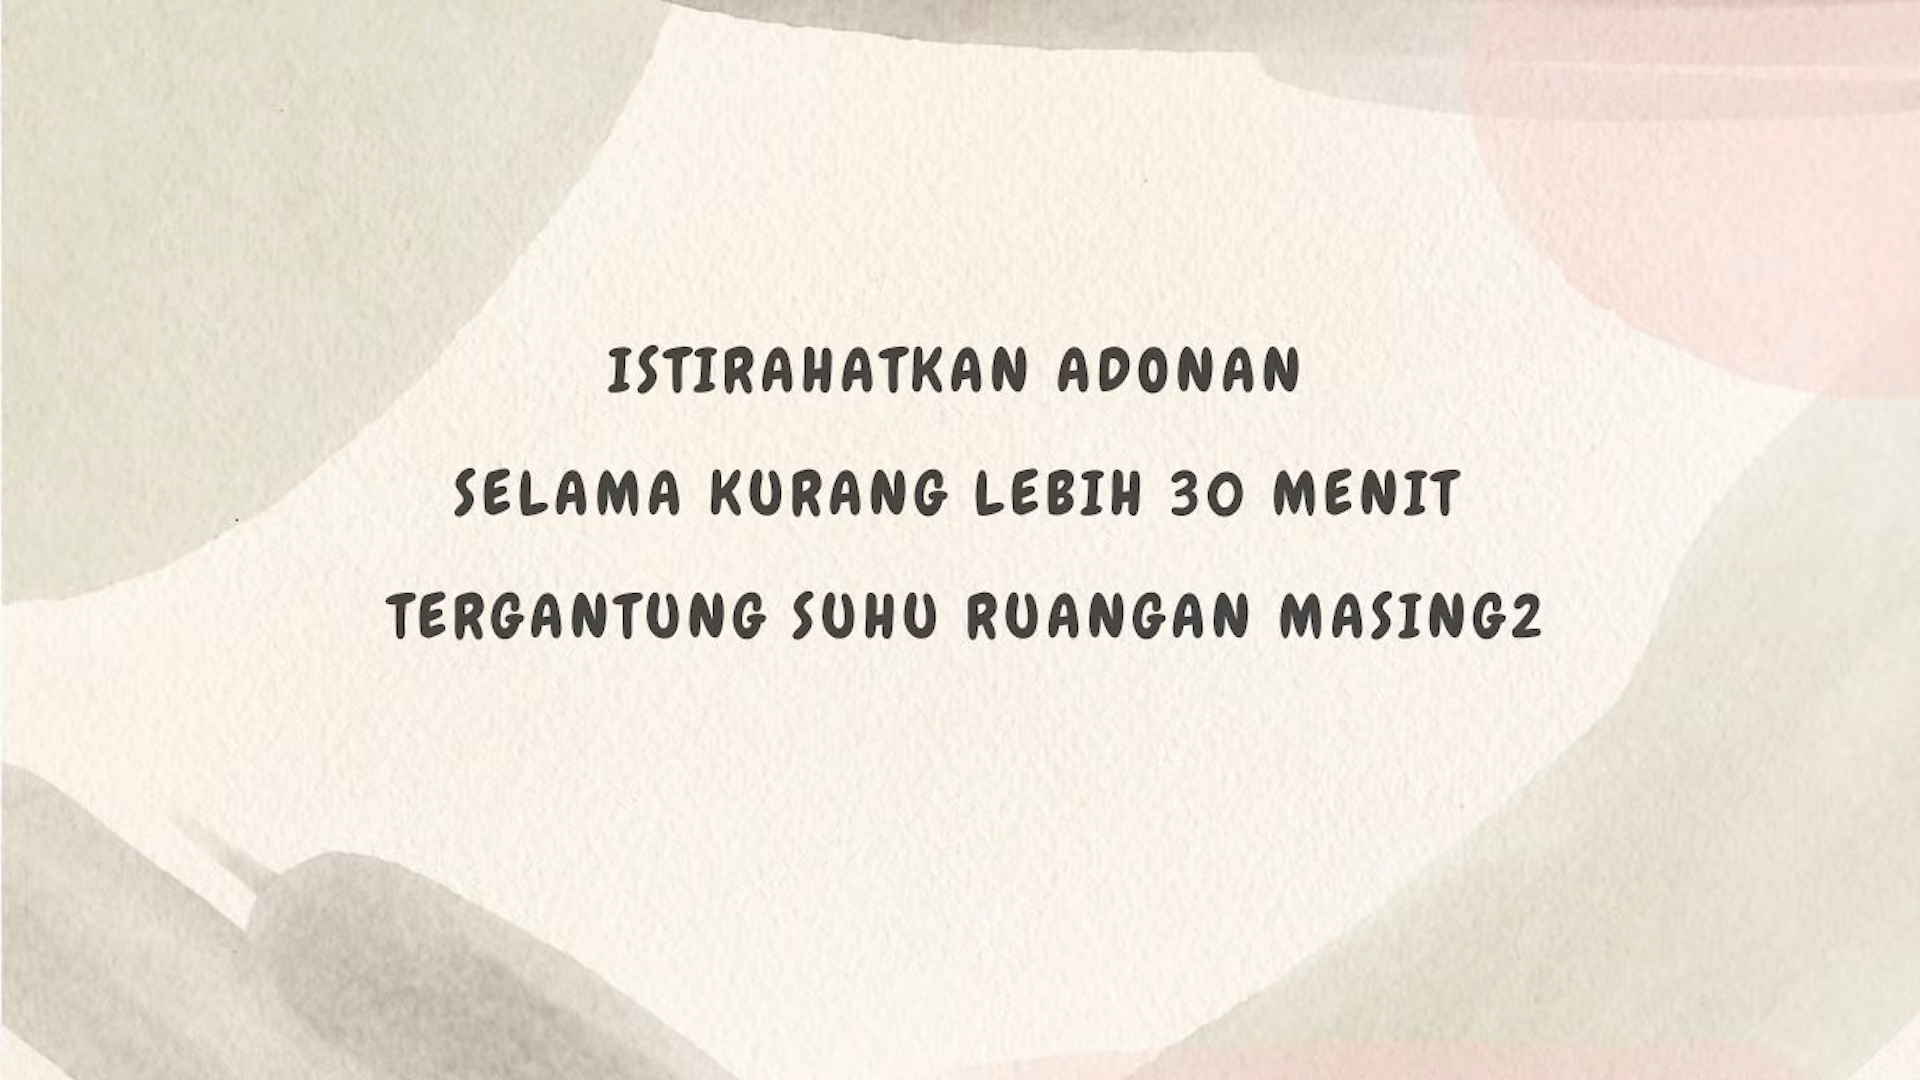 ISTIRAHATKAN ADONAN
SELAMA KURANG LEBIH 30 MENIT
TERGANTUNG SUHU RUANGAN MASING2